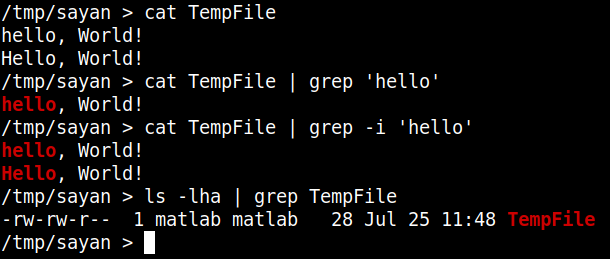 /tmp/sayan > cat TempFile
hello, World!
Hello, World!
/tmp/sayan > cat TempFile | grep 'hello'
hello, World!
/tmp/sayan > cat TempFile | grep -i 'hello'
hello, World!
Hello, World!
/tmp/sayan > ls -lha | grep TempFile
-rw-rw-r--  1 matlab matlab   28 Jul 25 11:48 TempFile
/tmp/sayan >